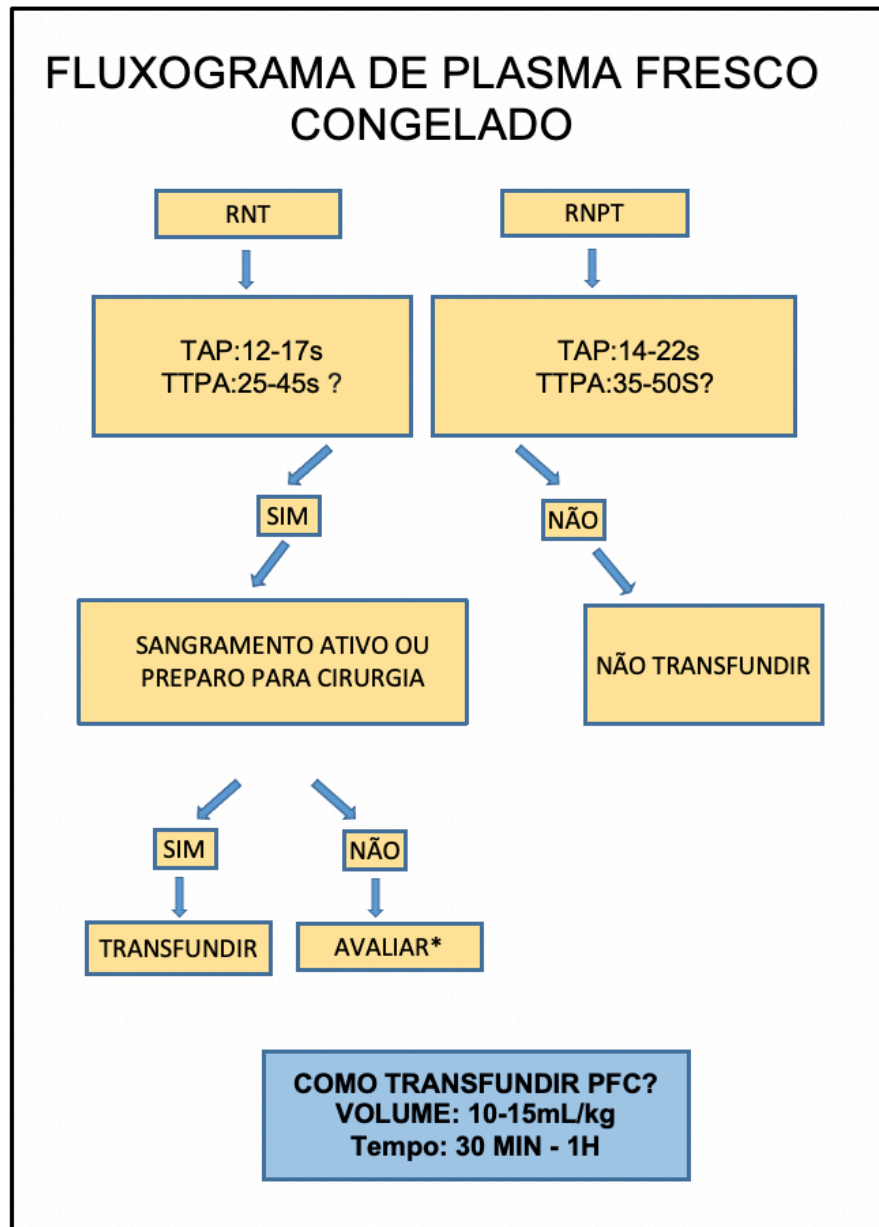 FLUXOGRAMA DE PLASMA FRESCO
CONGELADO
RNT
RNPT
TAP:12-17s
TTPA:25-45s ?
TAP:14-22s
TTPA:35-50S?
SIM
NÃO
SANGRAMENTO ATIVO OU
PREPARO PARA CIRURGIA
NÃO TRANSFUNDIR
SIM
NÃO
TRANSFUNDIR
AVALIAR*
COMO TRANSFUNDIR PFC?
VOLUME: 10-15mL/kg
Tempo: 30 MIN - 1H